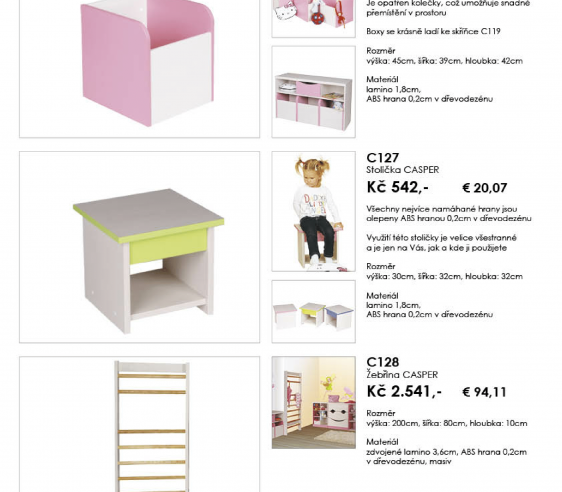 Je opatřen kolečky, což umožňuje snadné
přemístění v prostoru
Boxy se krásně ladí ke skříňce C119
Rozměr
výška: 45cm, šířka: 39cm, hloubka: 42cm
Materiál
lamino 1,8cm,
ABS hrana 0,2cm v dřevodezénu
C127
Stolička CASPER
Kč 542,- € 20,07
Všechny nejvíce namáhané hrany jsou
olepeny ABS hranou 0,2cm v dřevodezénu
Využití této stoličky je velice všestranné
a je jen na Vás, jak a kde ji použijete
Rozměr
výška: 30cm, šířka: 32cm, hloubka: 32cm
Materiál
lamino 1,8cm,
ABS hrana 0,2cm v dřevodezénu
C128
Žebřina CASPER
Kč 2.541,- € 94,11
Rozměr
výška: 200cm, šířka: 80cm, hloubka: 10cm
Materiál
zdvojené lamino 3,6cm, ABS hrana 0,2cm
v dřevodezénu, masiv